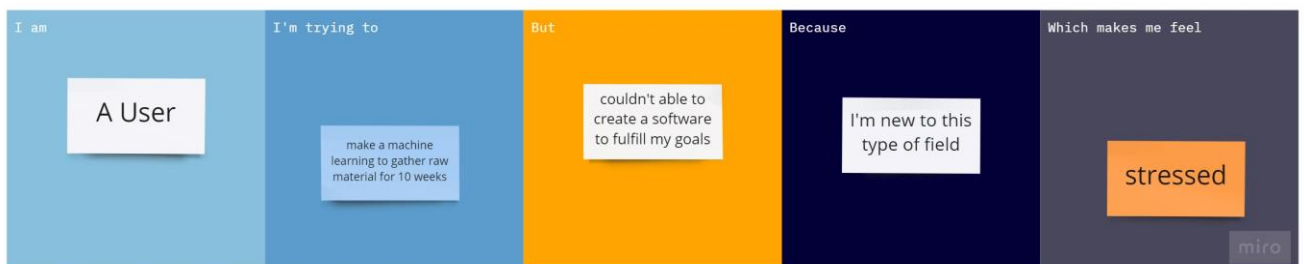 I am
A User
I'm trying to
make a machine
learning to gather raw
material for 10 weeks
But
couldn't able to
create a software
to fulfill my goals
Because
I'm new to this
type of field
Which makes me feel
stressed
miro